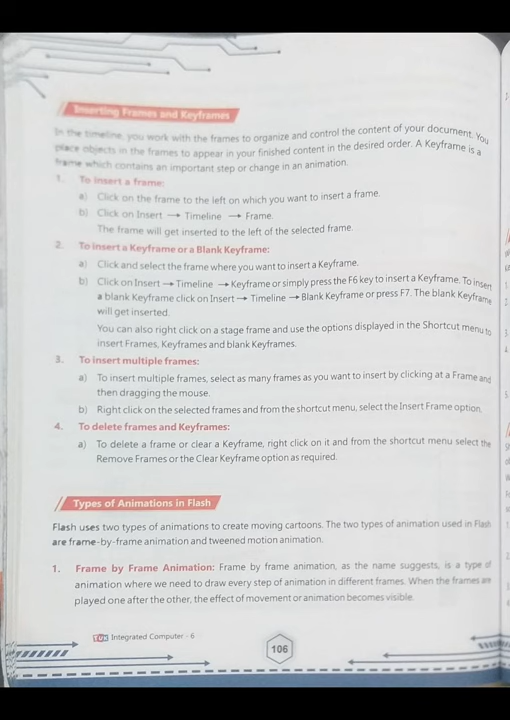 Inserting Frames and Keyframes
In the timeline, you work with the frames to organize and control the content of your document. You
place objects in the frames to appear in your finished content in the desired order. A Keyframe is a
frame which contains an important step or change in an animation.
1. To insert a frame:
a) Click on the frame to the left on which you want to insert a frame.
b) Click on Insert → Timeline → Frame.
The frame will get inserted to the left of the selected frame.
2. To insert a Keyframe or a Blank Keyframe:
a) Click and select the frame where you want to insert a Keyframe.
b) Click on Insert → Timeline → Keyframe or simply press the F6 key to insert a Keyframe. To insert
a blank Keyframe click on Insert → Timeline → Blank Keyframe or press F7. The blank Keyframe
will get inserted.
You can also right click on a stage frame and use the options displayed in the Shortcut menu to
insert Frames, Keyframes and blank Keyframes.
3. To insert multiple frames:
a) To insert multiple frames, select as many frames as you want to insert by clicking at a Frame and
then dragging the mouse.
b) Right click on the selected frames and from the shortcut menu, select the Insert Frame option.
4. To delete frames and Keyframes:
a) To delete a frame or clear a Keyframe, right click on it and from the shortcut menu select the
Remove Frames or the Clear Keyframe option as required.
Types of Animations in Flash
Flash uses two types of animations to create moving cartoons. The two types of animation used in Flash
are frame-by-frame animation and tweened motion animation.
1. Frame by Frame Animation: Frame by frame animation, as the name suggests, is a type of
animation where we need to draw every step of animation in different frames. When the frames are
played one after the other, the effect of movement or animation becomes visible.
Integrated Computer - 6
106